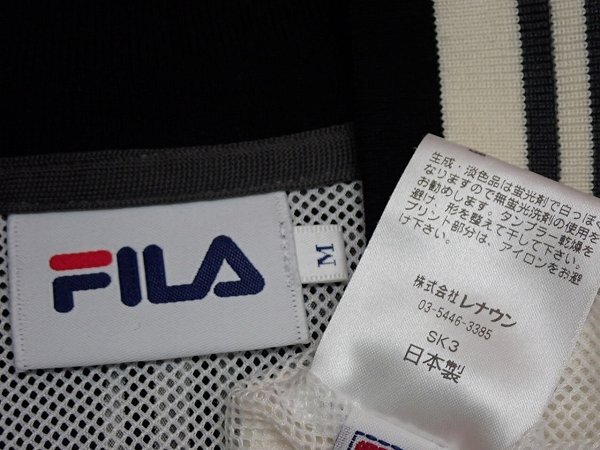 FILA
M
生成・淡色品は蛍光剤で白っぽく
なりますので無蛍光洗剤の使用を
お勧めします。タンブラー乾燥を
避け、形を整えて干して下さい。
プリント部分は、アイロンをお避
け下さい。
株式会社レナウン
03-5446-3385
SK3
日本製